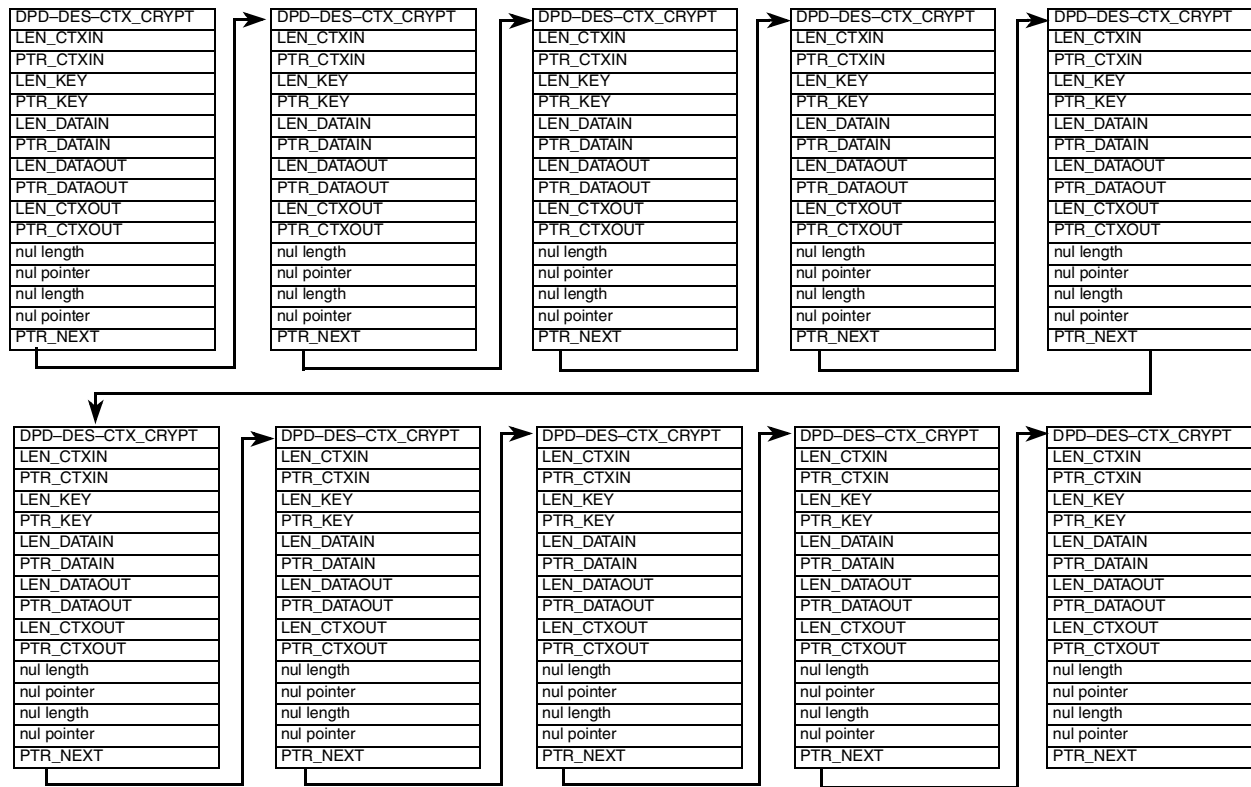 DPD–DES–CTX_CRYPT
LEN_CTXIN
PTR_CTXIN
LEN_KEY
PTR_KEY
LEN_DATAIN
PTR_DATAIN
LEN_DATAOUT
PTR_DATAOUT
LEN_CTXOUT
PTR_CTXOUT
nul length
nul pointer
nul length
nul pointer
PTR_NEXT
DPD–DES–CTX_CRYPT
LEN_CTXIN
PTR_CTXIN
LEN_KEY
PTR_KEY
LEN_DATAIN
PTR_DATAIN
LEN_DATAOUT
PTR_DATAOUT
LEN_CTXOUT
PTR_CTXOUT
nul length
nul pointer
nul length
nul pointer
PTR_NEXT
DPD–DES–CTX_CRYPT
LEN_CTXIN
PTR_CTXIN
LEN_KEY
PTR_KEY
LEN_DATAIN
PTR_DATAIN
LEN_DATAOUT
PTR_DATAOUT
LEN_CTXOUT
PTR_CTXOUT
nul length
nul pointer
nul length
nul pointer
PTR_NEXT
DPD–DES–CTX_CRYPT
LEN_CTXIN
PTR_CTXIN
LEN_KEY
PTR_KEY
LEN_DATAIN
PTR_DATAIN
LEN_DATAOUT
PTR_DATAOUT
LEN_CTXOUT
PTR_CTXOUT
nul length
nul pointer
nul length
nul pointer
PTR_NEXT
DPD–DES–CTX_CRYPT
LEN_CTXIN
PTR_CTXIN
LEN_KEY
PTR_KEY
LEN_DATAIN
PTR_DATAIN
LEN_DATAOUT
PTR_DATAOUT
LEN_CTXOUT
PTR_CTXOUT
nul length
nul pointer
nul length
nul pointer
PTR_NEXT
DPD–DES–CTX_CRYPT
LEN_CTXIN
PTR_CTXIN
LEN_KEY
PTR_KEY
LEN_DATAIN
PTR_DATAIN
LEN_DATAOUT
PTR_DATAOUT
LEN_CTXOUT
PTR_CTXOUT
nul length
nul pointer
nul length
nul pointer
PTR_NEXT
DPD–DES–CTX_CRYPT
LEN_CTXIN
PTR_CTXIN
LEN_KEY
PTR_KEY
LEN_DATAIN
PTR_DATAIN
LEN_DATAOUT
PTR_DATAOUT
LEN_CTXOUT
PTR_CTXOUT
nul length
nul pointer
nul length
nul pointer
PTR_NEXT
DPD–DES–CTX_CRYPT
LEN_CTXIN
PTR_CTXIN
LEN_KEY
PTR_KEY
LEN_DATAIN
PTR_DATAIN
LEN_DATAOUT
PTR_DATAOUT
LEN_CTXOUT
PTR_CTXOUT
nul length
nul pointer
nul length
nul pointer
PTR_NEXT
DPD–DES–CTX_CRYPT
LEN_CTXIN
PTR_CTXIN
LEN_KEY
PTR_KEY
LEN_DATAIN
PTR_DATAIN
LEN_DATAOUT
PTR_DATAOUT
LEN_CTXOUT
PTR_CTXOUT
nul length
nul pointer
nul length
nul pointer
PTR_NEXT
DPD–DES–CTX_CRYPT
LEN_CTXIN
PTR_CTXIN
LEN_KEY
PTR_KEY
LEN_DATAIN
PTR_DATAIN
LEN_DATAOUT
PTR_DATAOUT
LEN_CTXOUT
PTR_CTXOUT
nul length
nul pointer
nul length
nul pointer
PTR_NEXT